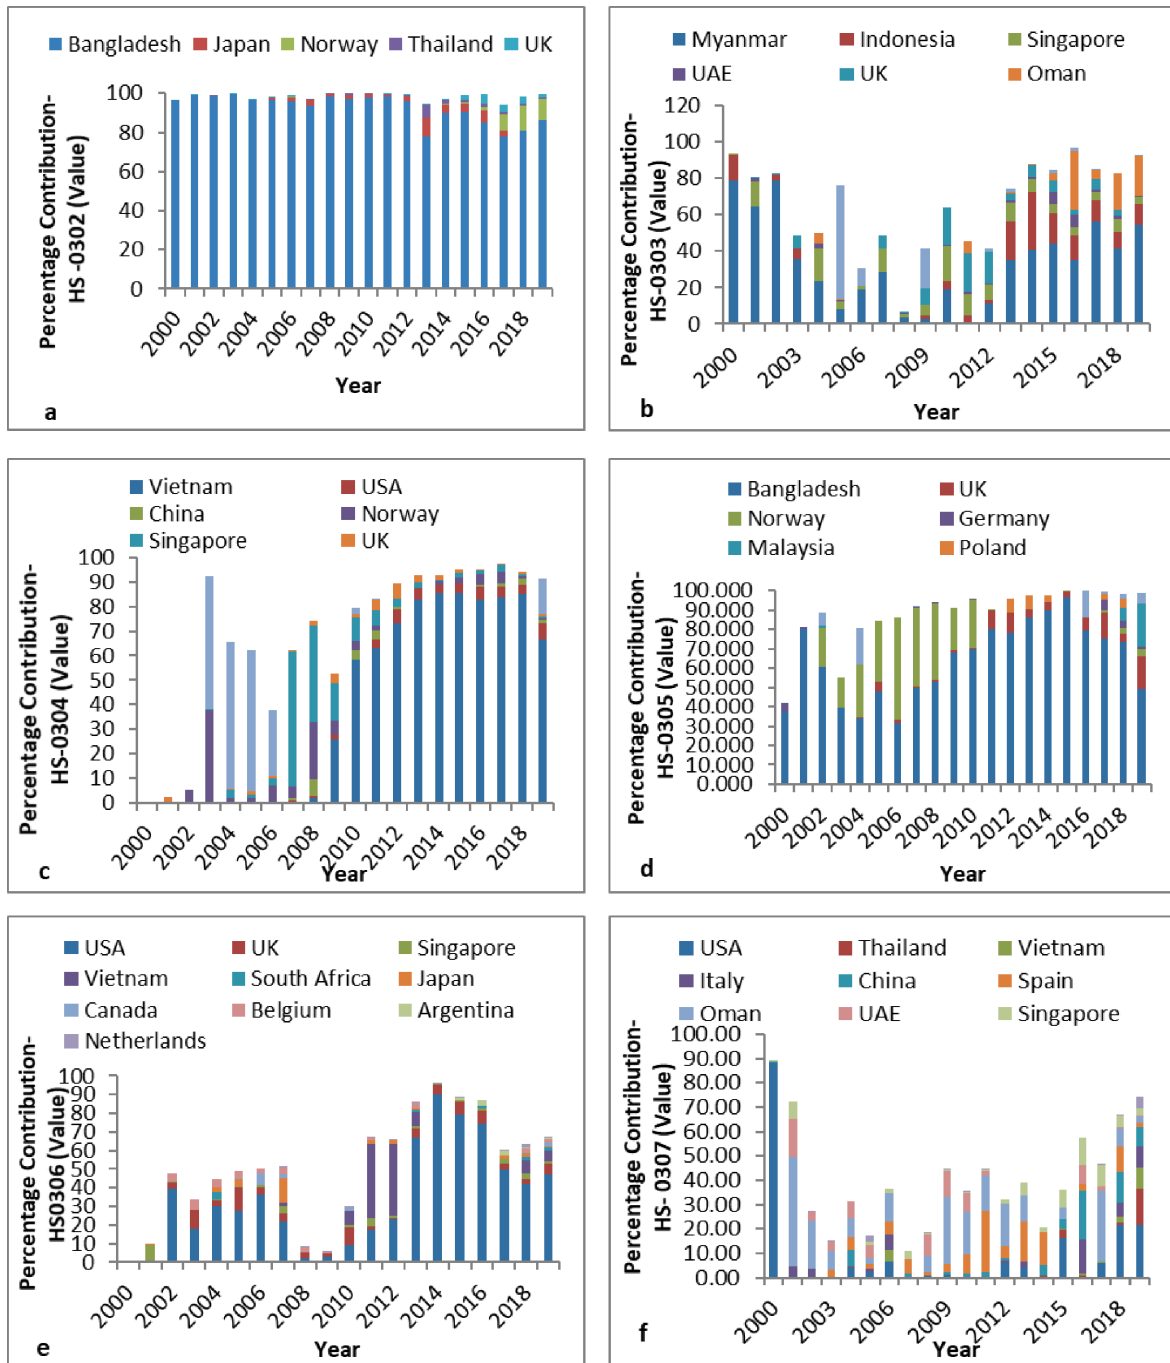 Bangladesh Japan Norway Thailand UK
Percentage Contribution-
HS -0302 (Value)
100
80
60
40
20
0
2000 2002 2004 2006 2008 2010 2012 2014 2016 2018
Year
a
Myanmar Indonesia Singapore
UAE UK Oman
Percentage Contribution-
HS-0303 (Value)
120
100
80
60
40
20
0
2000 2003 2006 2009 2012 2015 2018
Year
b
Vietnam USA
China Norway
Singapore UK
Percentage Contribution-
HS-0304 (Value)
100
90
80
70
60
50
40
30
20
10
0
2000 2002 2004 2006 2008 2010 2012 2014 2016 2018
Year
c
Bangladesh UK
Norway Germany
Malaysia Poland
Percentage Contribution-
HS-0305 (Value)
100.000
90.000
80.000
70.000
60.000
50.000
40.000
30.000
20.000
10.000
0.000
2000 2002 2004 2006 2008 2010 2012 2014 2016 2018
Year
d
USA UK Singapore
Vietnam South Africa Japan
Canada Belgium Argentina
Netherlands
Percentage Contribution-
HS0306 (Value)
100
90
80
70
60
50
40
30
20
10
0
2000 2002 2004 2006 2008 2010 2012 2014 2016 2018
Year
e
USA Thailand Vietnam
Italy China Spain
Oman UAE Singapore
Percentage Contribution-
HS- 0307 (Value)
100.00
90.00
80.00
70.00
60.00
50.00
40.00
30.00
20.00
10.00
0.00
2000 2003 2006 2009 2012 2015 2018
Year
f